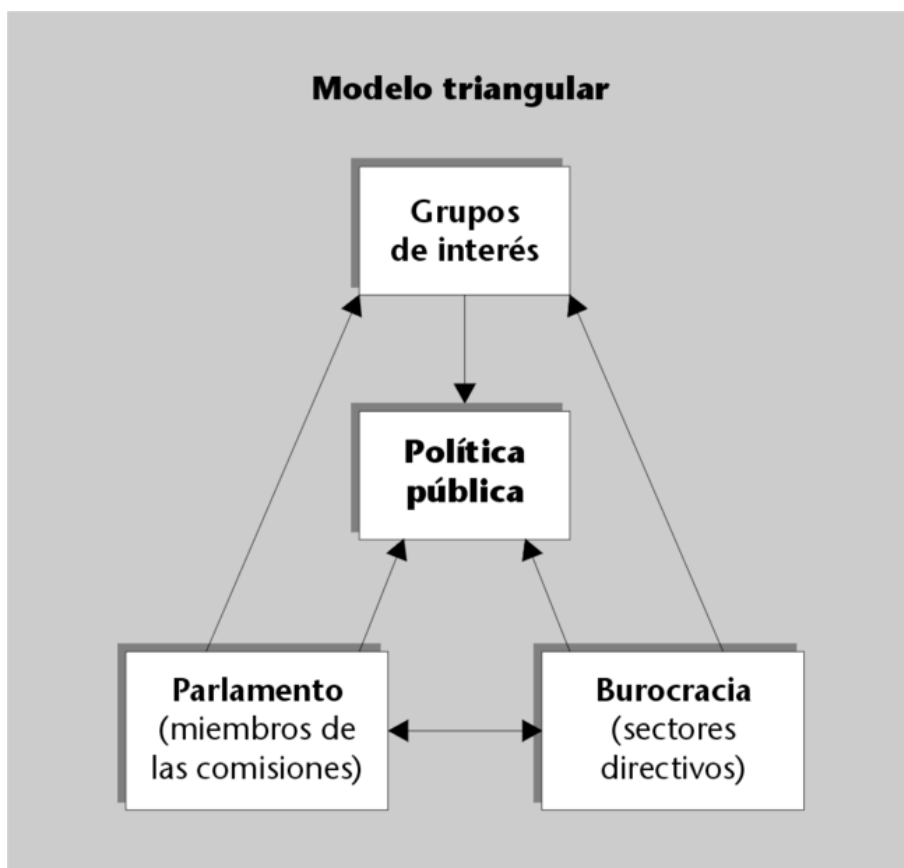 Modelo triangular
Grupos
de interés
Política
pública
Parlamento
(miembros de
las comisiones)
Burocracia
(sectores
directivos)